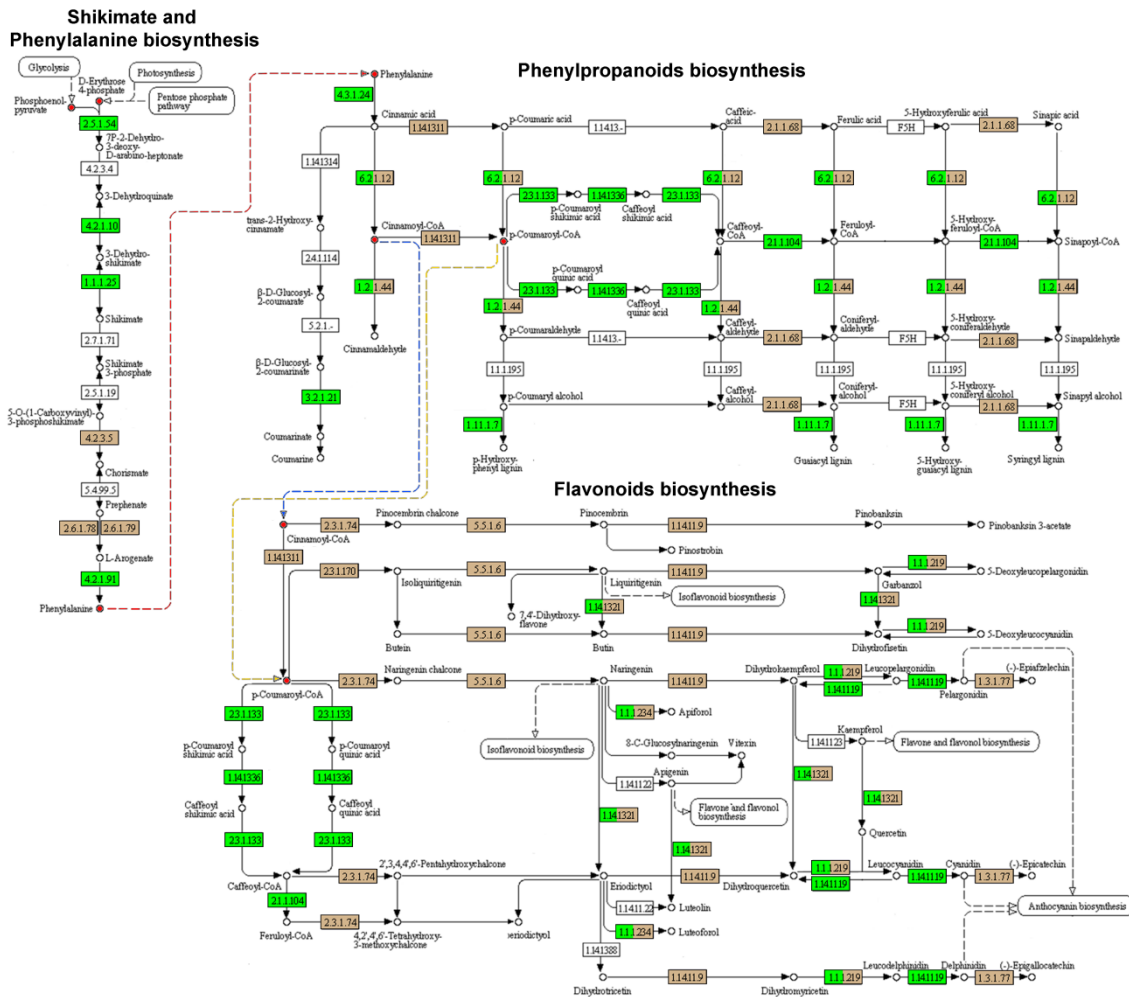 Shikimate and
Phenylalanine biosynthesis
Glycolysis
D-Erythrose
4-phosphate
Photosynthesis
Phosphoenol-
pyruvate
Pentose phosphate
pathway
2.5.1.54
7P-2-Dehydro-
3-deoxy-
D-arabino-heptonate
4.2.3.4
3-Dehydroquinate
4.2.1.10
3-Dehydro-
shikimate
1.1.1.25
Shikimate
2.7.1.71
Shikimate
3-phosphate
2.5.1.19
5-O-(1-Carboxyvinyl)-
3-phosphoshikimate
4.2.3.5
Chorismate
5.4.99.5
Prephenate
2.6.1.78 2.6.1.79
L-Arogenate
4.2.1.91
Phenylalanine
Phenylpropanoids biosynthesis
Phenylalanine
4.3.1.24
Cinnamic acid
1.14.13.11
p-Coumaric acid
1.14.13.-
Caffeic
acid
2.1.1.68
Ferulic acid
F5H
5-Hydroxyferulic acid
2.1.1.68
Sinapic acid
1.14.13.14
6.2.1.12
6.2.1.12
6.2.1.12
6.2.1.12
6.2.1.12
6.2.1.12
2.3.1.133
1.14.13.36
2.3.1.133
p-Coumaroyl
shikimic acid
Caffeoyl
shikimic acid
trans-2-Hydroxy-
cinnamate
Cinnamoyl-CoA
1.14.13.11
p-Coumaroyl-CoA
Caffeoyl-
CoA
2.1.1.104
Feruloyl-
CoA
5-Hydroxy-
feruloyl-CoA
2.1.1.104
Sinapoyl-CoA
2.4.1.114
p-Coumaroyl
quinic acid
2.3.1.133
1.14.13.36
2.3.1.133
Caffeoyl
quinic acid
β-D-Glucosyl-
2-coumarate
1.2.1.44
1.2.1.44
1.2.1.44
1.2.1.44
1.2.1.44
1.2.1.44
5.2.1.-
Cinnamaldehyde
p-Coumaraldehyde
1.14.13.-
Caffeyl-
aldehyde
2.1.1.68
Coniferyl-
aldehyde
F5H
5-Hydroxy-
coniferaldehyde
2.1.1.68
Sinapaldehyde
β-D-Glucosyl-
2-coumarinate
1.1.1.195
1.1.1.195
1.1.1.195
1.1.1.195
1.1.1.195
3.2.1.21
p-Coumaryl alcohol
Caffeyl-
alcohol
2.1.1.68
Coniferyl-
alcohol
F5H
5-Hydroxy-
coniferyl alcohol
2.1.1.68
Sinapyl alcohol
1.11.1.7
1.11.1.7
1.11.1.7
1.11.1.7
Coumarinate
Coumarine
p-Hydroxy-
phenyl lignin
Guaiacyl lignin
5-Hydroxy-
guaiacyl lignin
Syringyl lignin
Flavonoids biosynthesis
Cinnamoyl-CoA
2.3.1.74
Pinocembrin chalcone
5.5.1.6
Pinocembrin
1.14.11.9
Pinobanksin
Pinobanksin 3-acetate
Pinostrobin
1.14.13.11
2.3.1.170
Isoliquiritigenin
5.5.1.6
Liquiritigenin
1.14.11.9
Garbanzol
1.1.1.219
5-Deoxyleucopelargonidin
Isoflavonoid biosynthesis
7,4'-Dihydroxy-
flavone
1.14.13.21
1.14.13.21
Butein
5.5.1.6
Butin
1.14.11.9
Dihydrofisetin
1.1.1.219
5-Deoxyleucocyanidin
p-Coumaroyl-CoA
2.3.1.74
Naringenin chalcone
5.5.1.6
Naringenin
1.14.11.9
Dihydrokaempferol
1.1.1.219
1.14.11.19
Leucopelargonidin
1.14.11.19
Pelargonidin
1.3.1.77
(-)-Epiafzelechin
2.3.1.133
2.3.1.133
1.1.1.234
Apiforol
Isoflavonoid biosynthesis
8-C-Glucosylnaringenin
Vitexin
1.14.11.23
Kaempferol
Flavone and flavonol biosynthesis
p-Coumaroyl
shikimic acid
p-Coumaroyl
quinic acid
1.14.13.36
1.14.13.36
1.14.11.22
Apigenin
Flavone and flavonol
biosynthesis
1.14.13.21
1.14.13.21
1.14.13.21
1.14.13.21
Quercetin
Caffeoyl
shikimic acid
Caffeoyl
quinic acid
2.3.1.133
2.3.1.133
Caffeoyl-CoA
2.3.1.74
2',3,4,4',6'-Pentahydroxychalcone
Eriodictyol
1.14.11.9
Dihydroquercetin
1.1.1.219
1.14.11.19
Leucocyanidin
1.14.11.19
Cyanidin
1.3.1.77
(-)-Epicatechin
2.1.1.104
Feruloyl-CoA
2.3.1.74
4,2',4',6'-Tetrahydroxy-
3-methoxychalcone
eriodictyol
1.14.11.22
Luteolin
1.1.1.234
Luteoforol
Anthocyanin biosynthesis
1.14.13.88
Dihydrotricetin
1.14.11.9
Dihydromyricetin
1.1.1.219
Leucodelphinidin
1.14.11.19
Delphinidin
1.3.1.77
(-)-Epigallocatechin